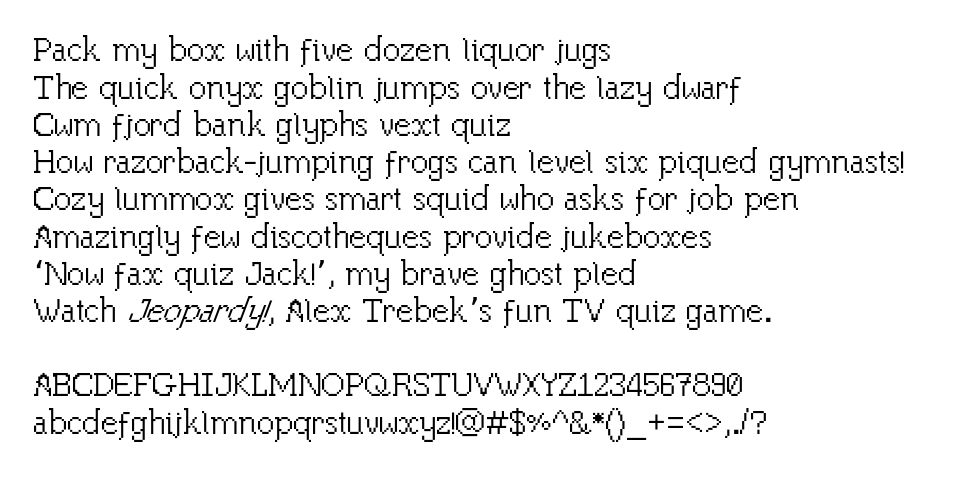 Pack my box with five dozen liquor jugs
The quick onyx goblin jumps over the lazy dwarf
Cwm fjord bank glyphs vext quiz
How razorback-jumping frogs can level six piqued gymnasts!
Cozy lummox gives smart squid who asks for job pen
Amazingly few discotheques provide jukeboxes
‘Now fax quiz Jack!’, my brave ghost pled
Watch Jeopardy!, Alex Trebek’s fun TV quiz game.
ABCDEFGHIJKLMNOPQRSTUVWXYZ1234567890
abcdefghijklmnopqrstuvwxyz!@#$%^&*()_+=<>,./?